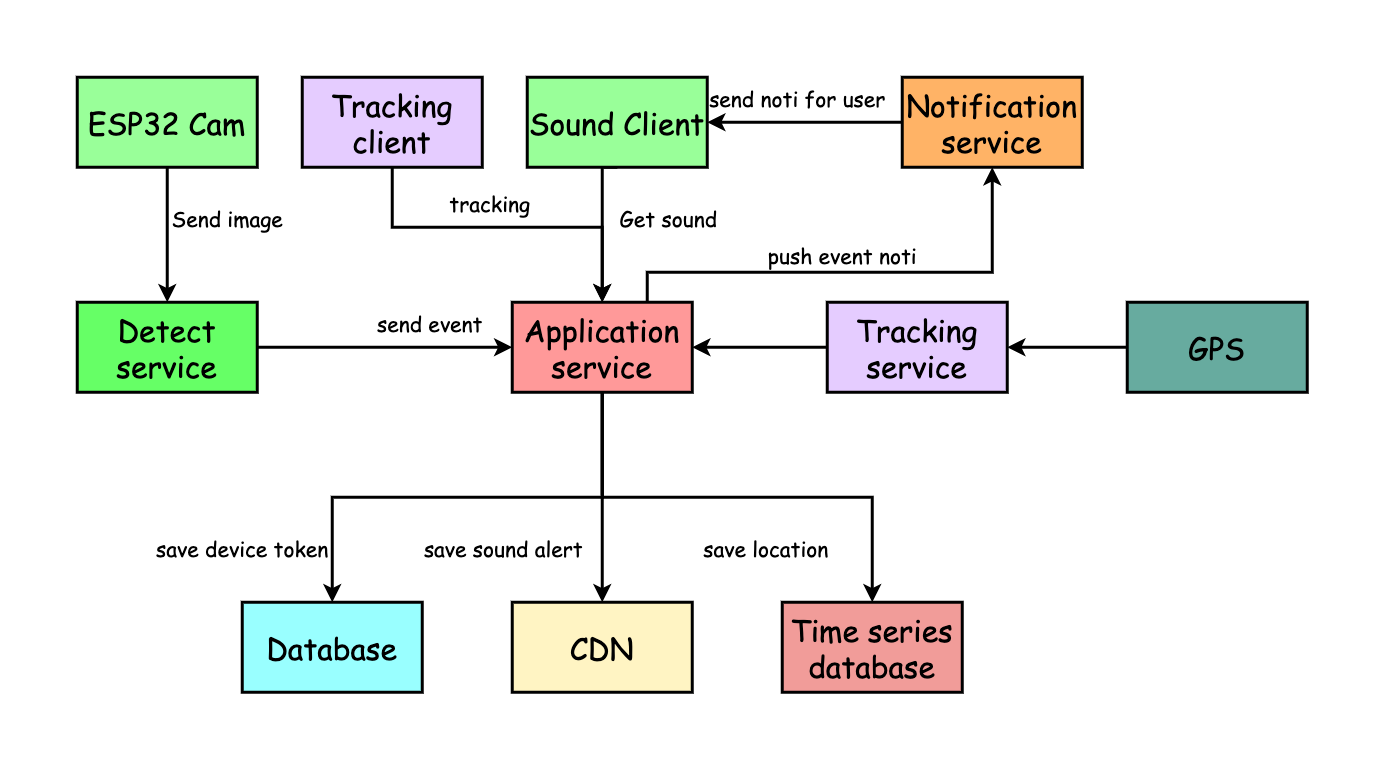 ESP32 Cam
Tracking
client
Sound Client
send noti for user
Notification
service
Send image
tracking
Get sound
push event noti
Detect
service
send event
Application
service
Tracking
service
GPS
save device token
save sound alert
save location
Database
CDN
Time series
database